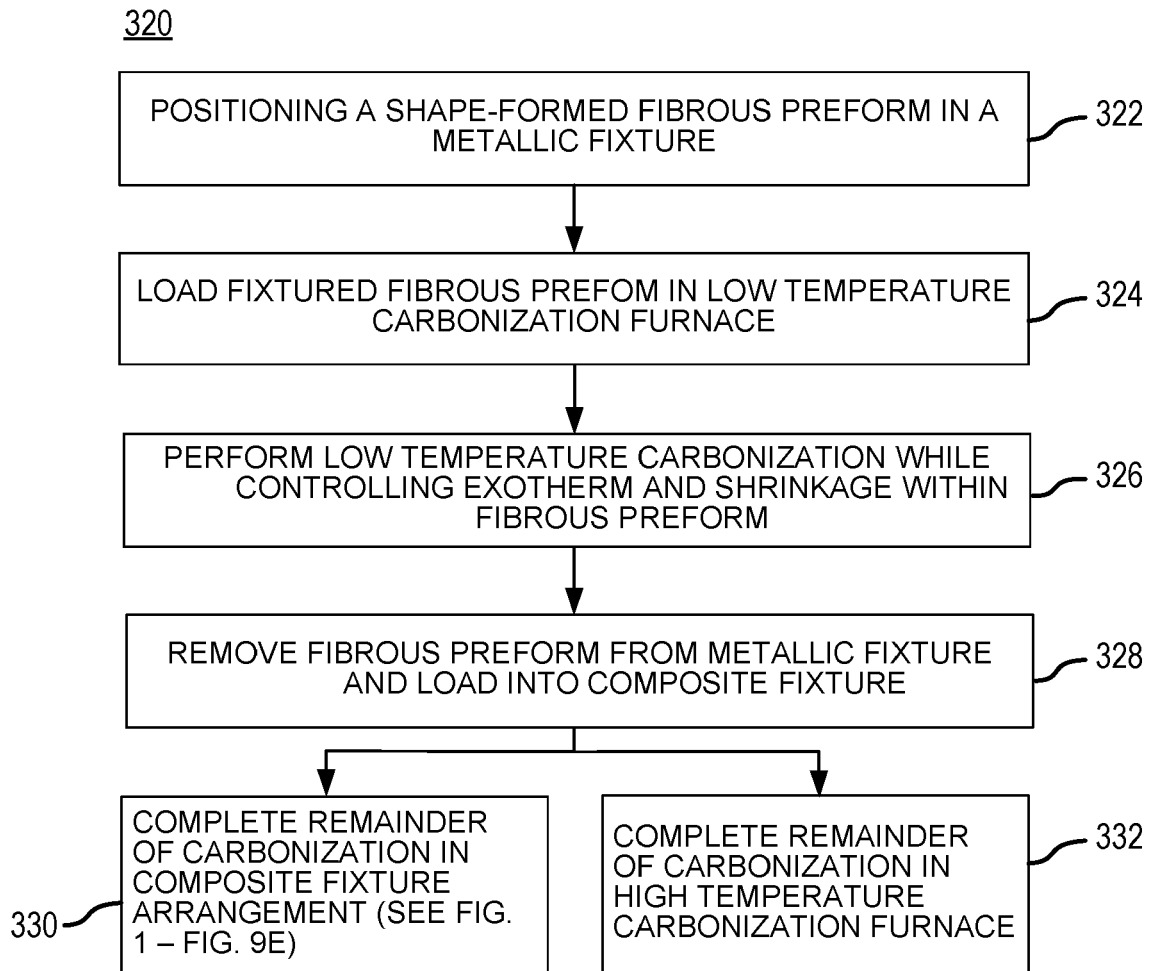 320
POSITIONING A SHAPE-FORMED FIBROUS PREFORM IN A
METALLIC FIXTURE
322
LOAD FIXTURED FIBROUS PREFOM IN LOW TEMPERATURE
CARBONIZATION FURNACE
324
PERFORM LOW TEMPERATURE CARBONIZATION WHILE
CONTROLLING EXOTHERM AND SHRINKAGE WITHIN
FIBROUS PREFORM
326
REMOVE FIBROUS PREFORM FROM METALLIC FIXTURE
AND LOAD INTO COMPOSITE FIXTURE
328
COMPLETE REMAINDER
OF CARBONIZATION IN
COMPOSITE FIXTURE
ARRANGEMENT (SEE FIG.
1 – FIG. 9E)
330
COMPLETE REMAINDER
OF CARBONIZATION IN
HIGH TEMPERATURE
CARBONIZATION FURNACE
332